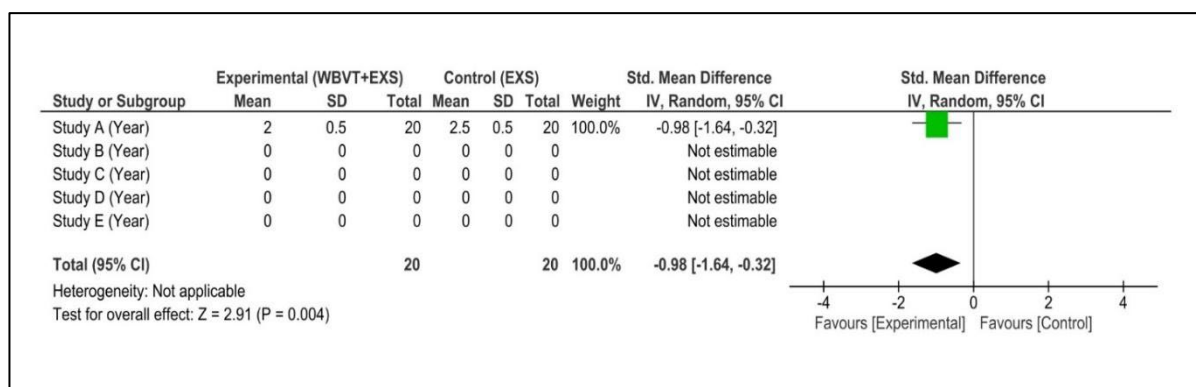 Experimental (WBVT+EXS) Control (EXS) Std. Mean Difference Std. Mean Difference
Study or Subgroup Mean SD Total Mean SD Total Weight IV, Random, 95% CI IV, Random, 95% CI
Study A (Year) 2 0.5 20 2.5 0.5 20 100.0% -0.98 [-1.64, -0.32]
Study B (Year) 0 0 0 0 0 0 Not estimable
Study C (Year) 0 0 0 0 0 0 Not estimable
Study D (Year) 0 0 0 0 0 0 Not estimable
Study E (Year) 0 0 0 0 0 0 Not estimable
Total (95% CI) 20 20 100.0% -0.98 [-1.64, -0.32]
Heterogeneity: Not applicable
Test for overall effect: Z = 2.91 (P = 0.004)
-4 -2 0 2 4
Favours [Experimental] Favours [Control]